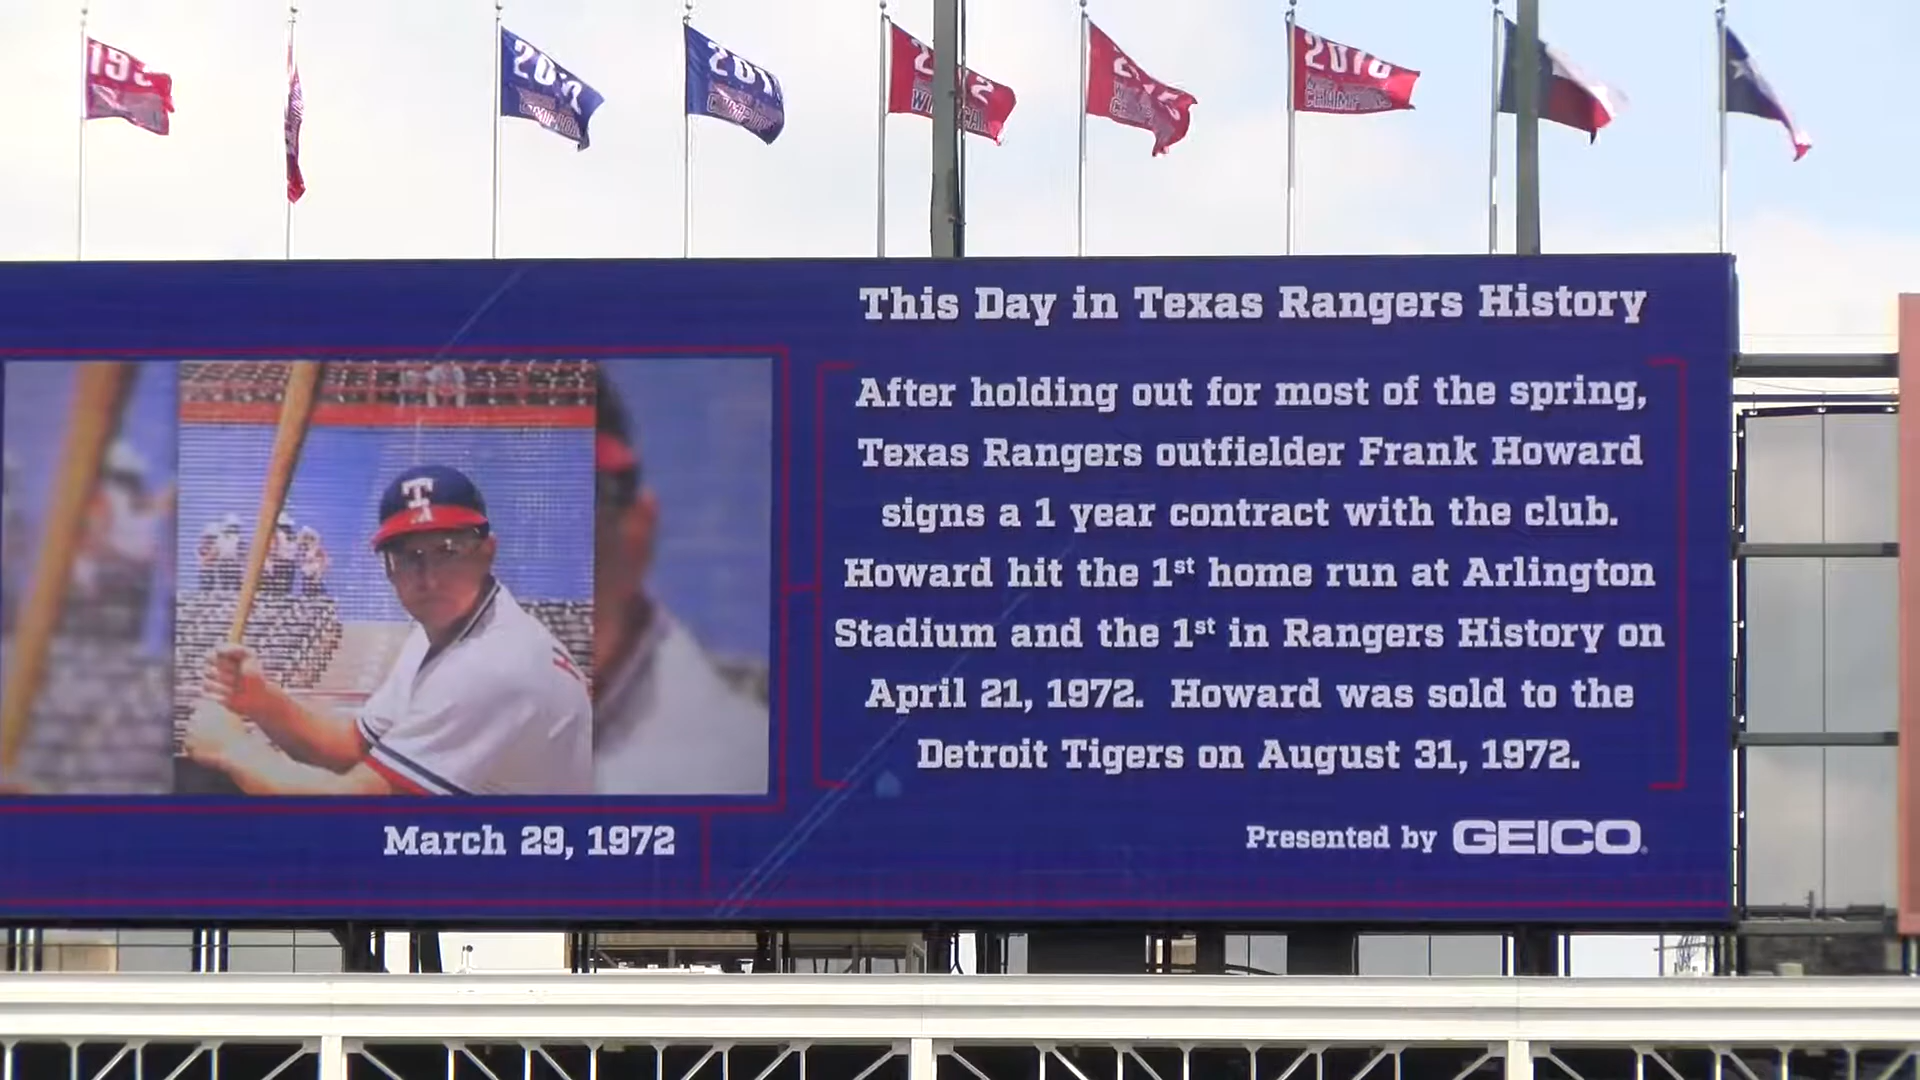 2010
CHAMPIONS
This Day in Texas Rangers History
After holding out for most of the spring,
Texas Rangers outfielder Frank Howard
signs a 1 year contract with the club.
Howard hit the 1st home run at Arlington
Stadium and the 1st in Rangers History on
April 21, 1972. Howard was sold to the
Detroit Tigers on August 31, 1972.
T
March 29, 1972
Presented by GEICO